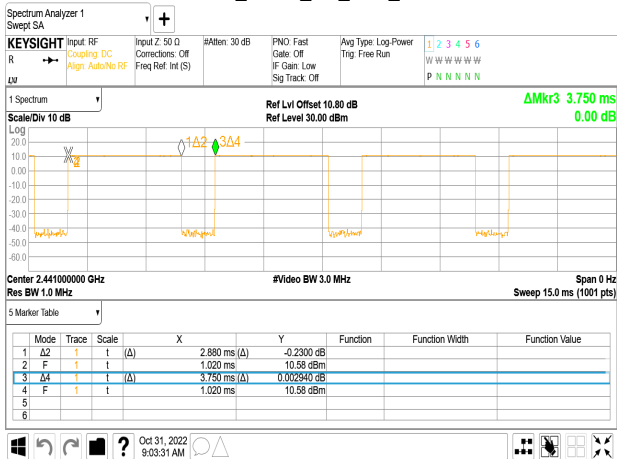 Spectrum Analyzer 1
Swept SA
KEYSIGHT Input: RF Input Z: 50 Ω #Atten: 30 dB PNO: Fast Avg Type: Log-Power 1 2 3 4 5 6
R Coupling: DC Corrections: Off Gate: Off Trig: Free Run
Align: Auto/No RF Freq Ref: Int (S) IF Gain: Low W W W W W W
Sig Track: Off P N N N N N
LXI
1 Spectrum Ref Lvl Offset 10.80 dB ΔMkr3 3.750 ms
Scale/Div 10 dB Ref Level 30.00 dBm 0.00 dB
Log
20.0 1Δ2 3Δ4
10.0
0.00
-10.0
-20.0
-30.0
-40.0
-50.0
-60.0
Center 2.441000000 GHz #Video BW 3.0 MHz Span 0 Hz
Res BW 1.0 MHz Sweep 15.0 ms (1001 pts)
5 Marker Table
Mode Trace Scale X Y Function Function Width Function Value
1 Δ2 1 t (Δ) 2.880 ms (Δ) -0.2300 dB
2 F 1 t 1.020 ms 10.58 dBm
3 Δ4 1 t (Δ) 3.750 ms (Δ) 0.002940 dB
4 F 1 t 1.020 ms 10.58 dBm
5
6
? Oct 31, 2022
9:03:31 AM